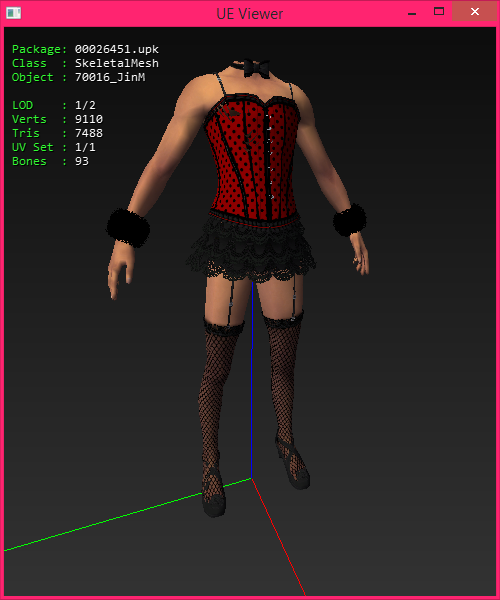 UE Viewer
Package: 00026451.upk
Class  : SkeletalMesh
Object : 70016_JinM
LOD    : 1/2
Verts  : 9110
Tris   : 7488
UV Set : 1/1
Bones  : 93